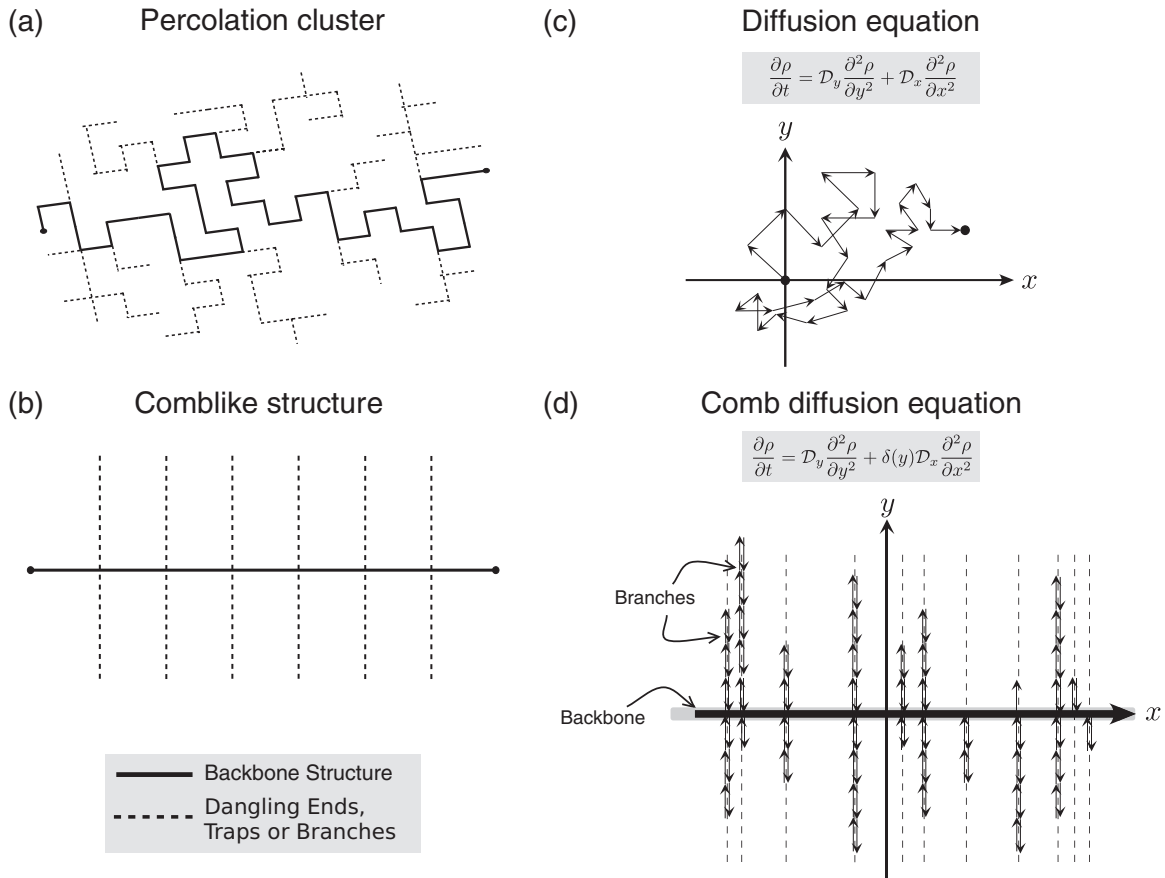 (a) Percolation cluster
(c) Diffusion equation
∂ρ/∂t = 𝒟_y ∂²ρ/∂y² + 𝒟_x ∂²ρ/∂x²
y
x
(b) Comblike structure
Backbone Structure
Dangling Ends,
Traps or Branches
(d) Comb diffusion equation
∂ρ/∂t = 𝒟_y ∂²ρ/∂y² + δ(y)𝒟_x ∂²ρ/∂x²
y
Branches
Backbone
x